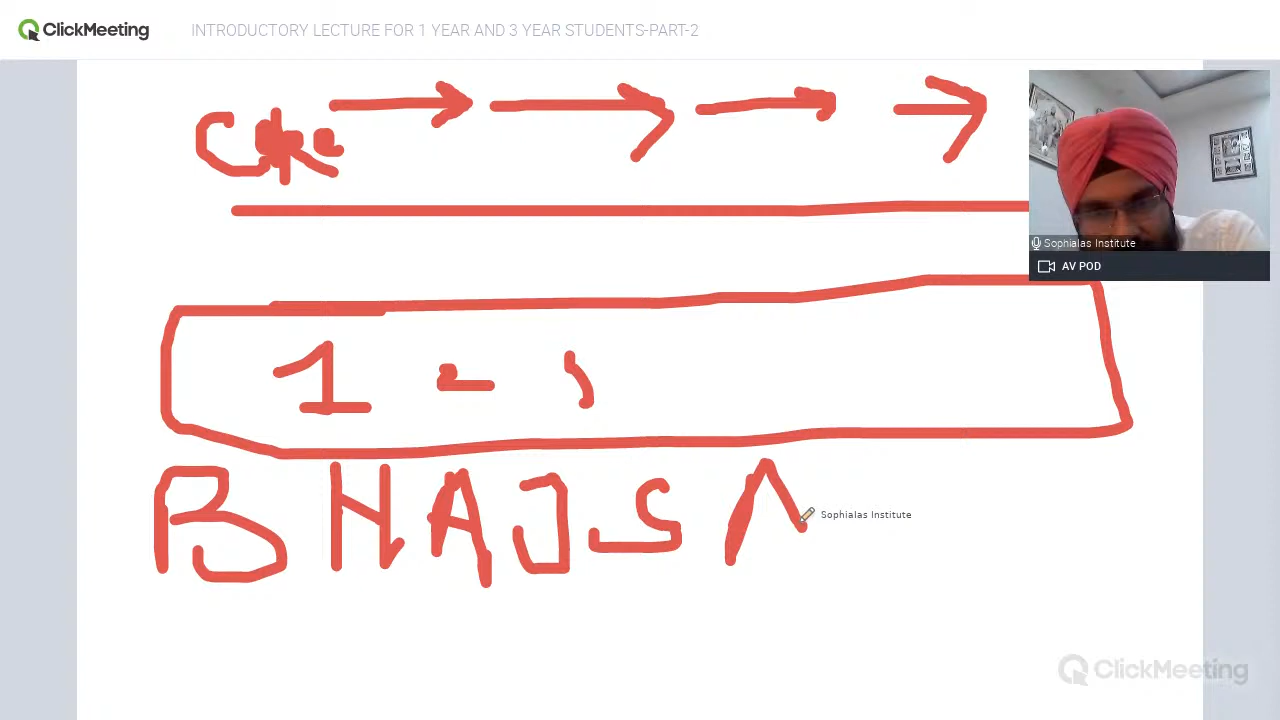 ClickMeeting INTRODUCTORY LECTURE FOR 1 YEAR AND 3 YEAR STUDENTS-PART-2
Sophialas Institute
AV POD
1 -
BHAJSA
Sophialas Institute
ClickMeeting